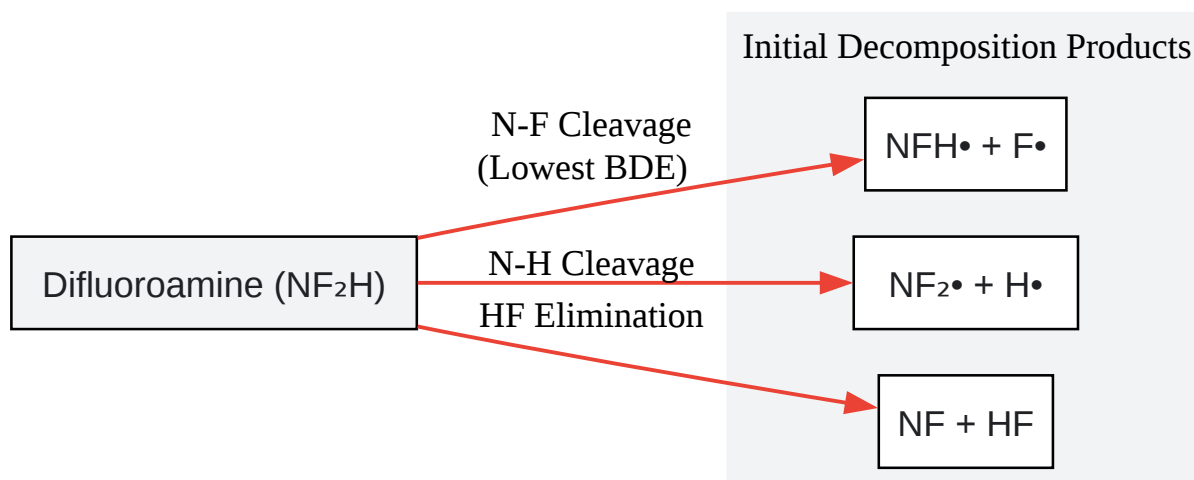 Initial Decomposition Products
N-F Cleavage
(Lowest BDE)
NFH• + F•
Difluoroamine (NF₂H)
N-H Cleavage
NF₂• + H•
HF Elimination
NF + HF